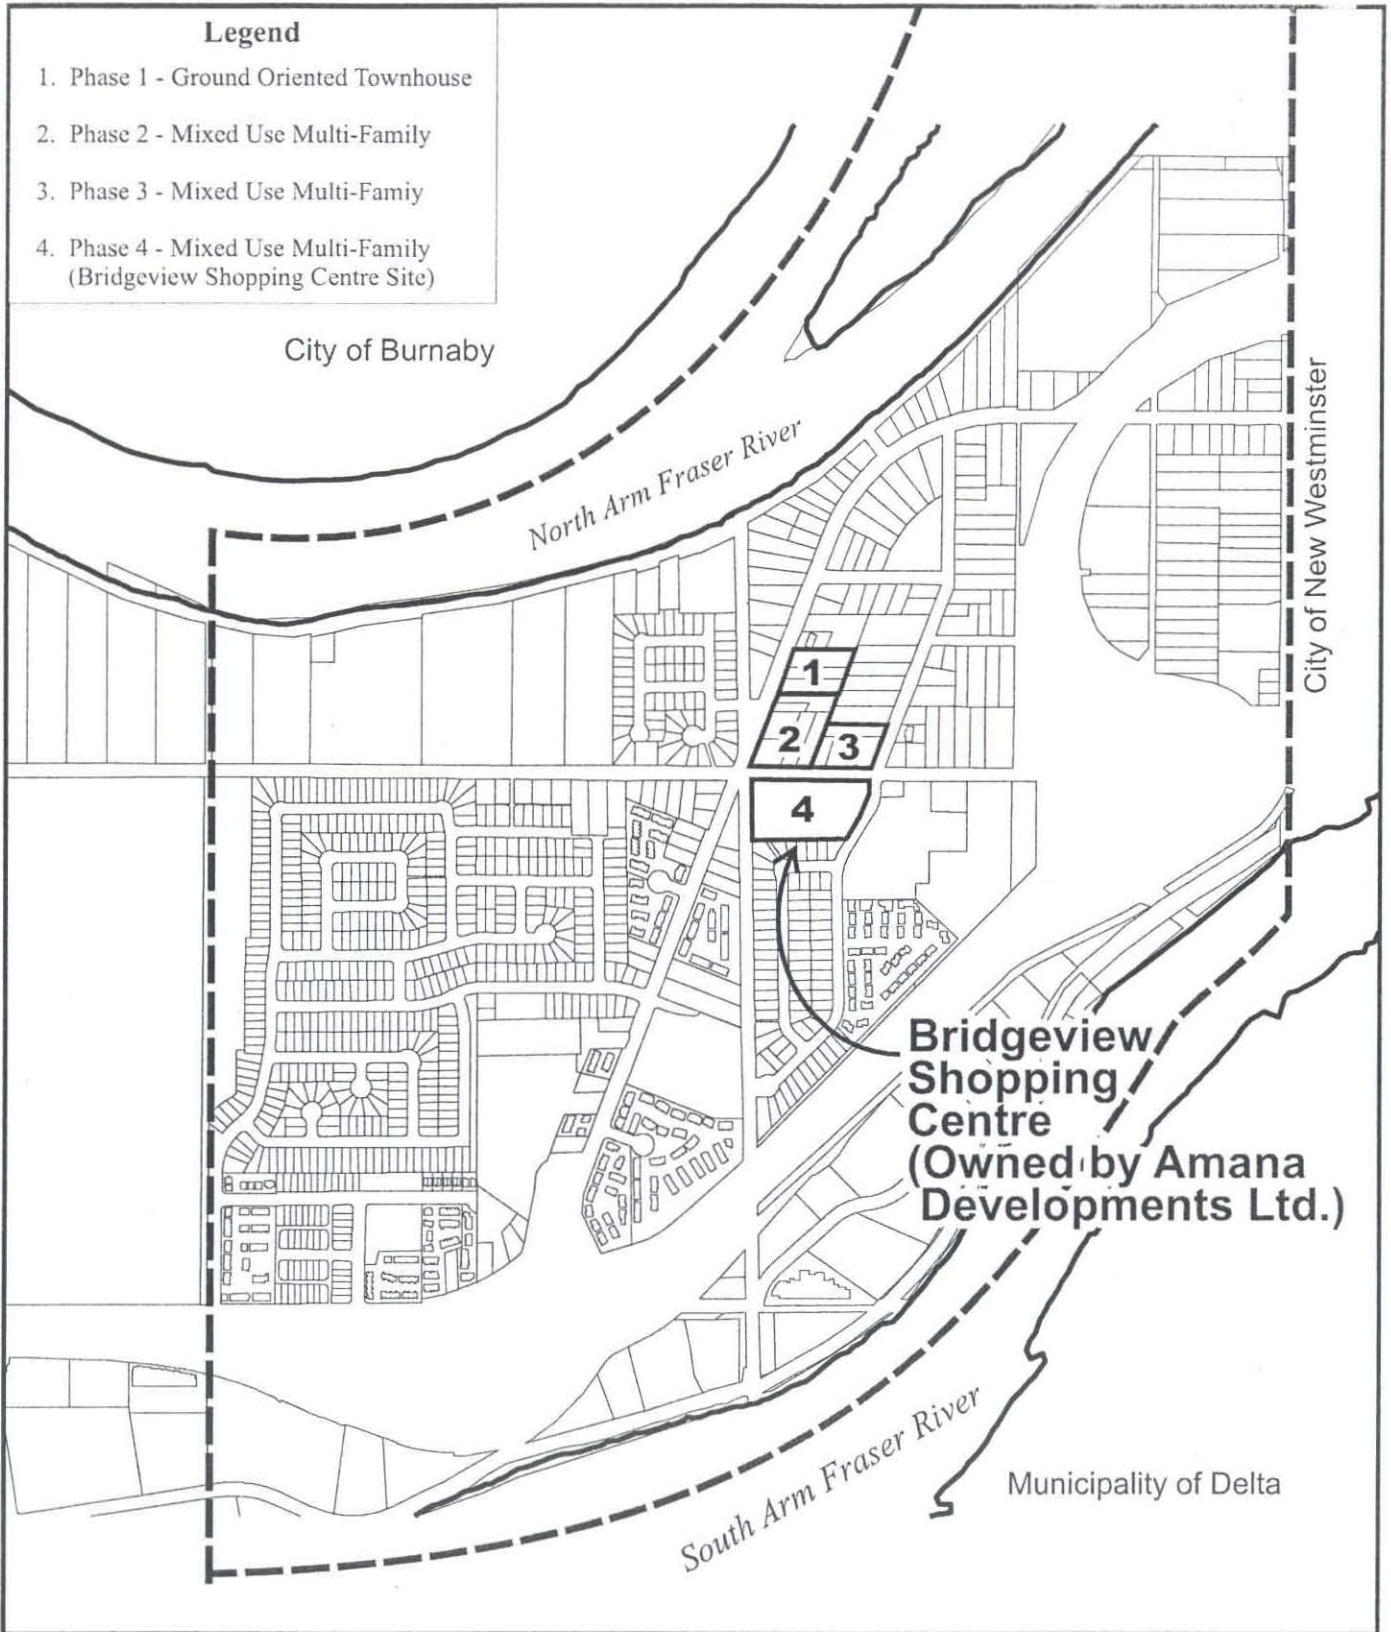 Legend
1. Phase 1 - Ground Oriented Townhouse
2. Phase 2 - Mixed Use Multi-Family
3. Phase 3 - Mixed Use Multi-Famiy
4. Phase 4 - Mixed Use Multi-Family
(Bridgeview Shopping Centre Site)
City of Burnaby
North Arm Fraser River
City of New Westminster
1
2
3
4
Bridgeview
Shopping
Centre
(Owned by Amana
Developments Ltd.)
South Arm Fraser River
Municipality of Delta